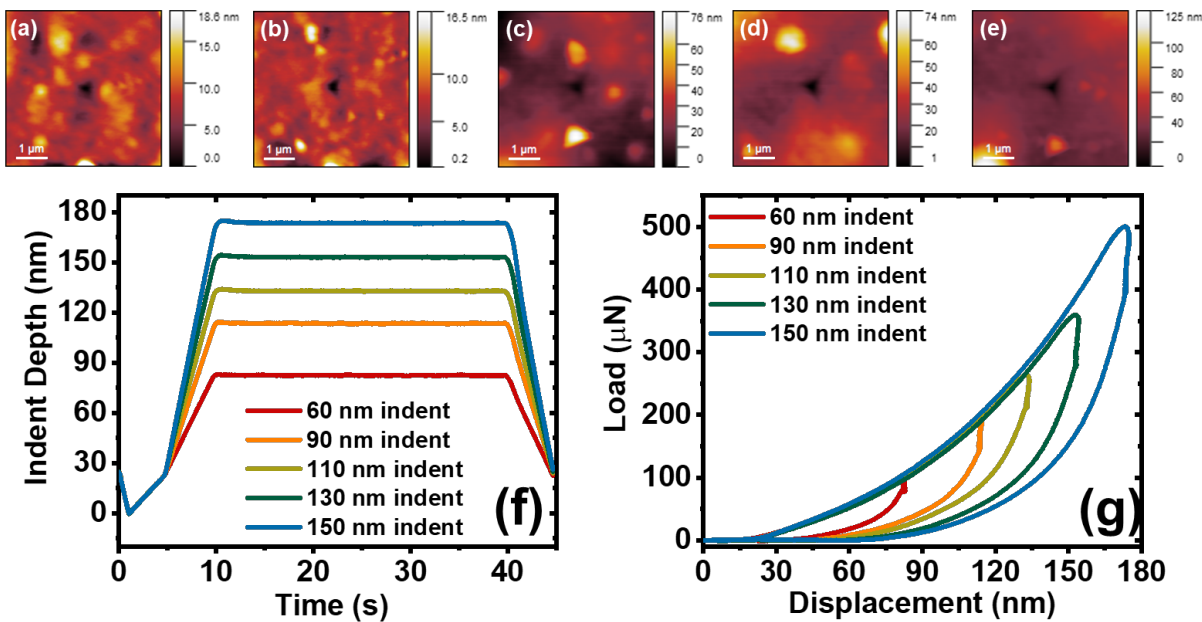 (a)
18.6 nm
15.0
10.0
5.0
0.0
1 µm
(b)
16.5 nm
10.0
5.0
0.2
1 µm
(c)
76 nm
60
50
40
30
20
0
1 µm
(d)
74 nm
60
50
40
30
20
1
1 µm
(e)
125 nm
100
80
60
40
20
0
1 µm
Indent Depth (nm)
180
150
120
90
60
30
0
60 nm indent
90 nm indent
110 nm indent
130 nm indent
150 nm indent
(f)
0 10 20 30 40
Time (s)
Load (µN)
500
400
300
200
100
0
60 nm indent
90 nm indent
110 nm indent
130 nm indent
150 nm indent
(g)
0 30 60 90 120 150 180
Displacement (nm)